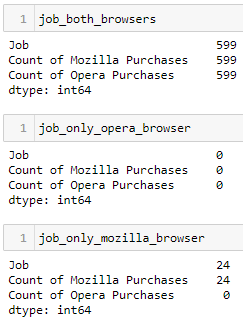 1 job_both_browsers
Job 599
Count of Mozilla Purchases 599
Count of Opera Purchases 599
dtype: int64
1 job_only_opera_browser
Job 0
Count of Mozilla Purchases 0
Count of Opera Purchases 0
dtype: int64
1 job_only_mozilla_browser
Job 24
Count of Mozilla Purchases 24
Count of Opera Purchases 0
dtype: int64